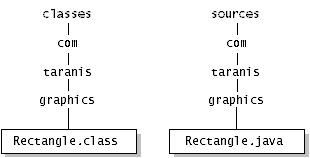 classes
com
taranis
graphics
Rectangle.class
sources
com
taranis
graphics
Rectangle.java